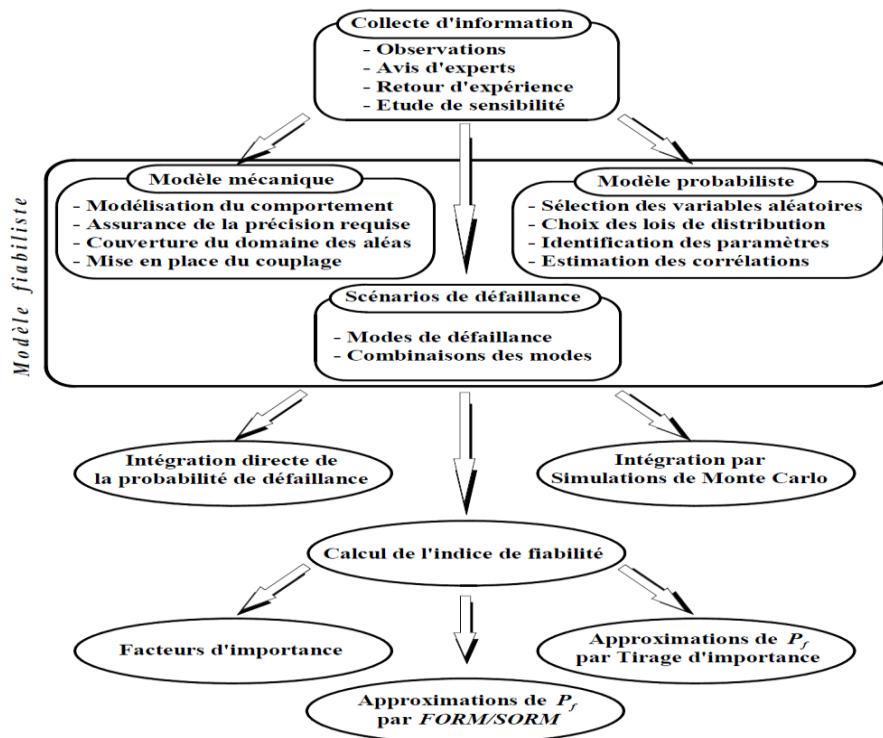 Collecte d'information
- Observations
- Avis d'experts
- Retour d'expérience
- Etude de sensibilité
Modèle fiabiliste
Modèle mécanique
- Modélisation du comportement
- Assurance de la précision requise
- Couverture du domaine des aléas
- Mise en place du couplage
Modèle probabiliste
- Sélection des variables aléatoires
- Choix des lois de distribution
- Identification des paramètres
- Estimation des corrélations
Scénarios de défaillance
- Modes de défaillance
- Combinaisons des modes
Intégration directe de
la probabilité de défaillance
Intégration par
Simulations de Monte Carlo
Calcul de l'indice de fiabilité
Facteurs d'importance
Approximations de P_f
par FORM/SORM
Approximations de P_f
par Tirage d'importance